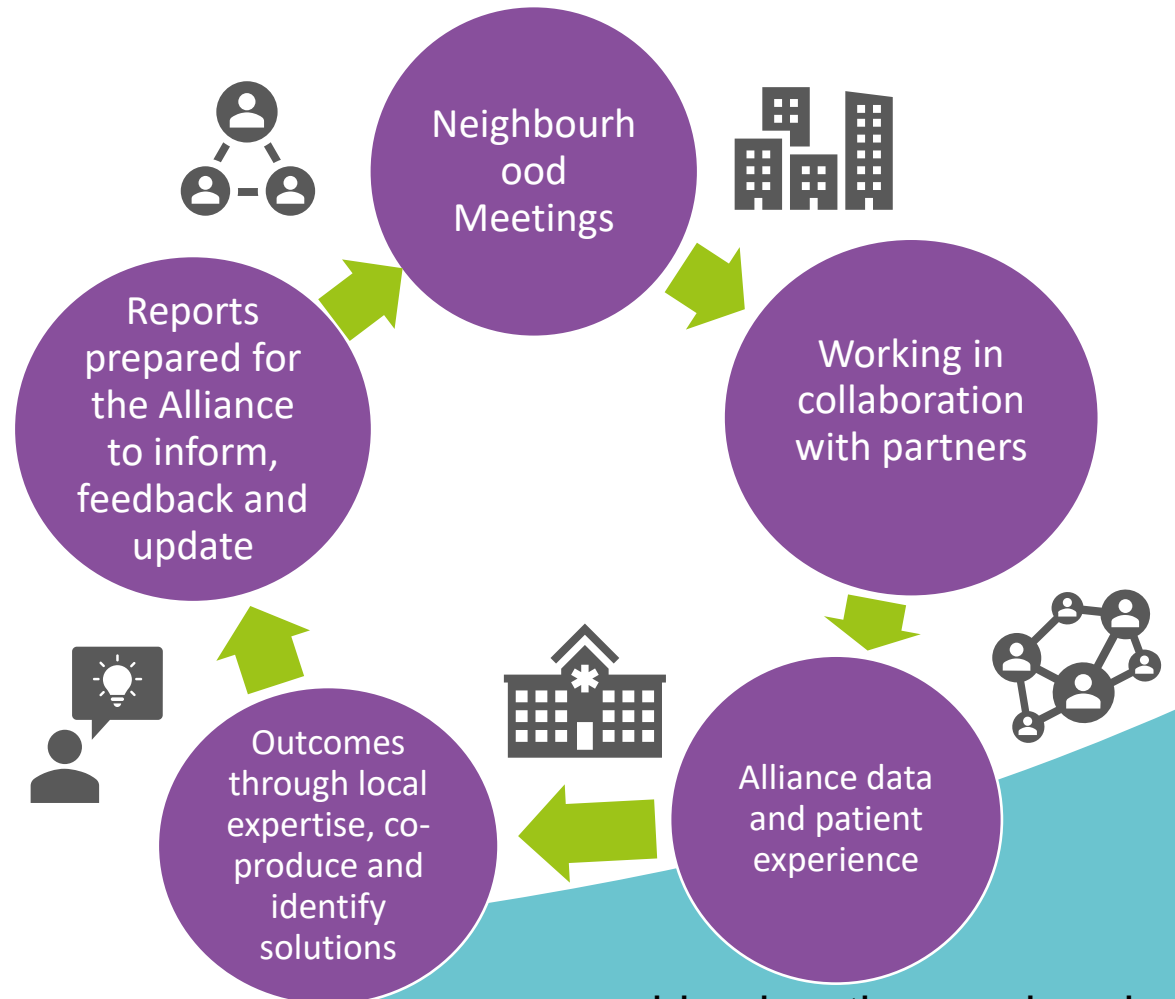 Neighbourh
ood
Meetings
Working in
collaboration
with partners
Alliance data
and patient
experience
Outcomes
through local
expertise, co-
produce and
identify
solutions
Reports
prepared for
the Alliance
to inform,
feedback and
update